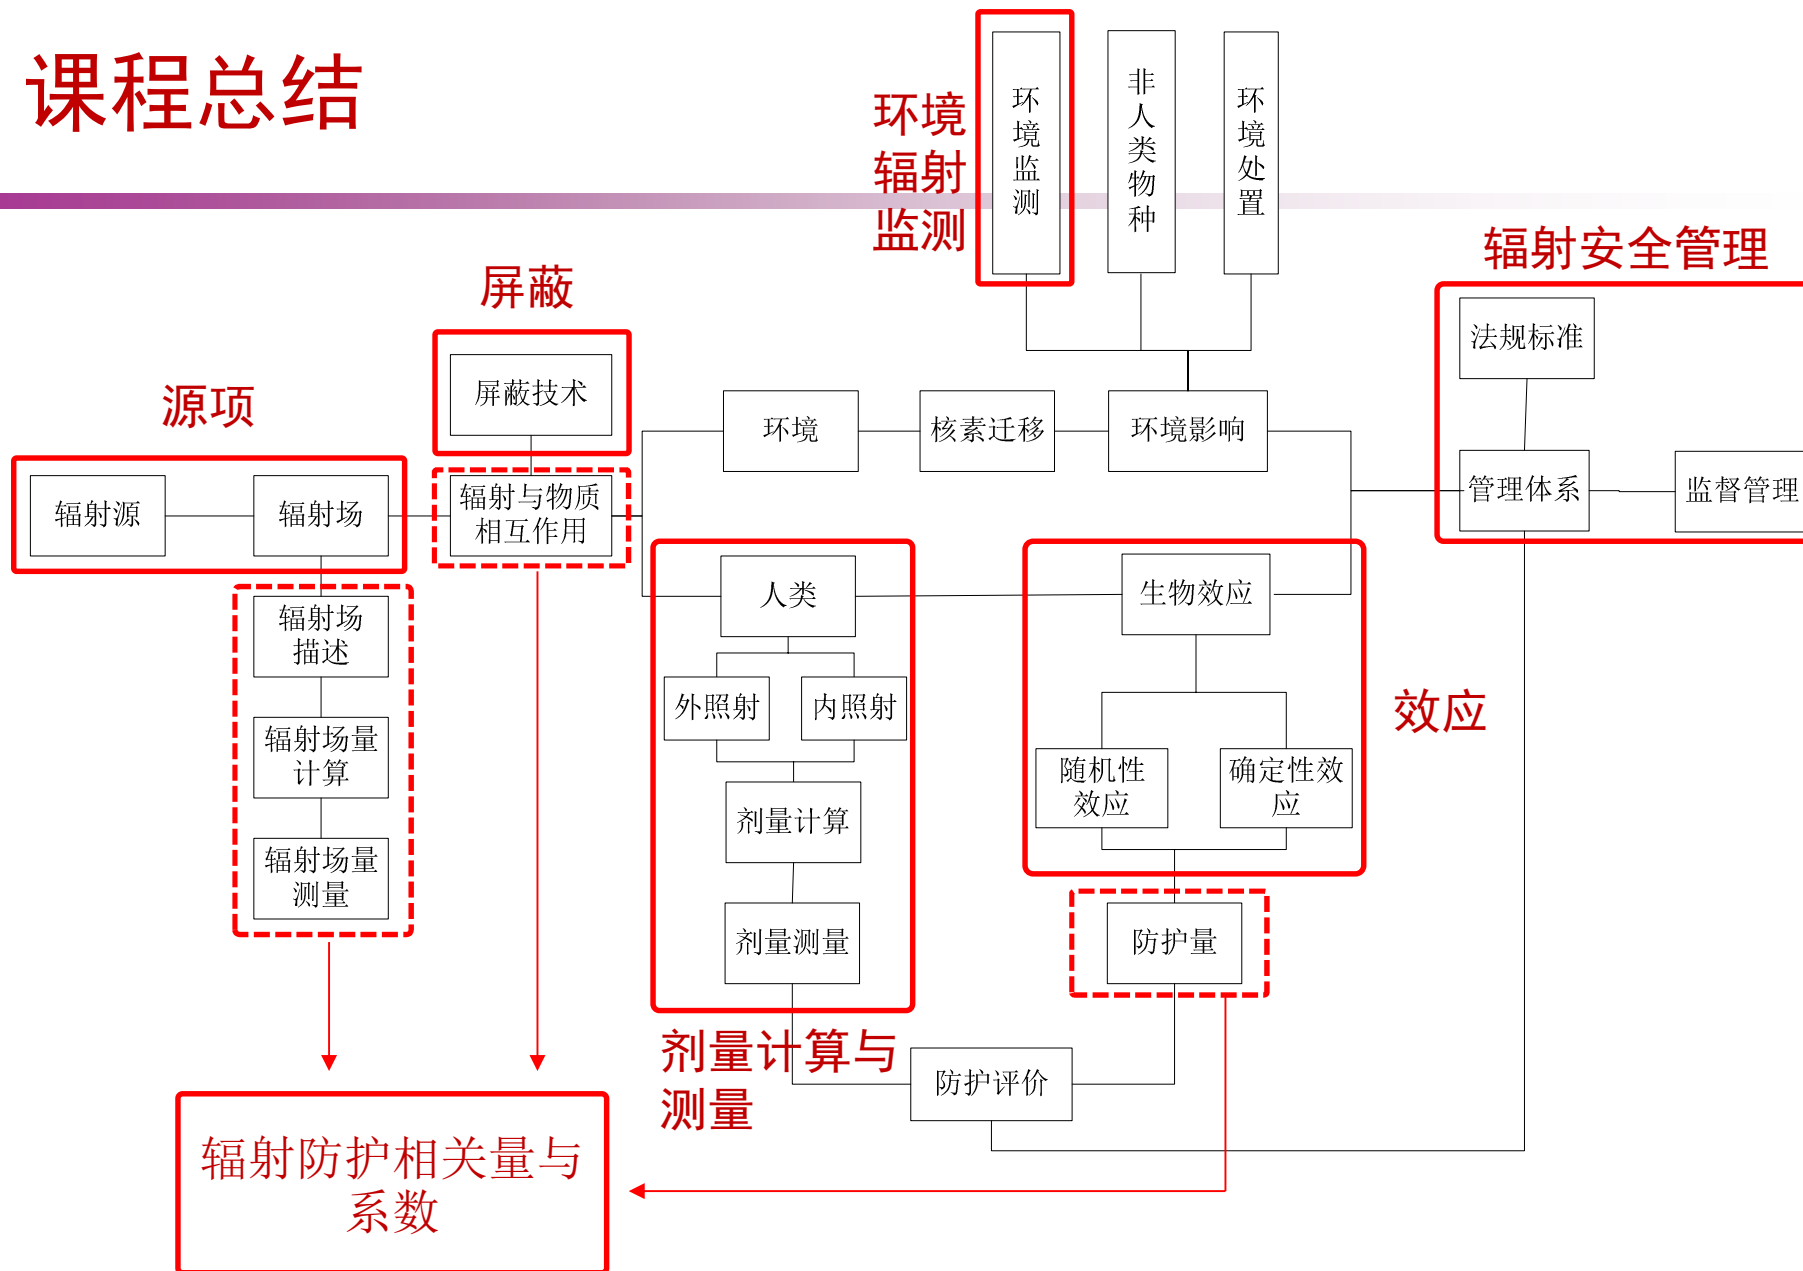 课程总结
环境
辐射
监测
环境监测
非人类物种
环境处置
辐射安全管理
法规标准
管理体系
监督管理
屏蔽
屏蔽技术
源项
辐射源
辐射场
辐射与物质
相互作用
环境
核素迁移
环境影响
辐射场
描述
辐射场量
计算
辐射场量
测量
人类
外照射
内照射
剂量计算
剂量测量
剂量计算与
测量
生物效应
随机性
效应
确定性效
应
效应
防护量
防护评价
辐射防护相关量与
系数